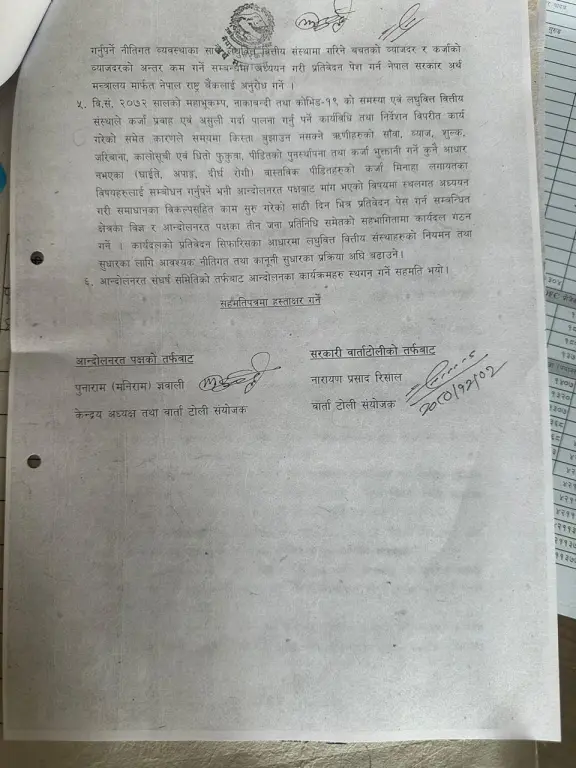 गर्नुपर्ने नीतिगत व्यवस्थाका साथै लघुवित्त वित्तीय संस्थामा गरिने बचतको ब्याजदर र कर्जाको
ब्याजदरको अन्तर कम गर्ने सम्बन्धमा अध्ययन गरी प्रतिवेदन पेश गर्न नेपाल सरकार अर्थ
मन्त्रालय मार्फत नेपाल राष्ट्र बैंकलाई अनुरोध गर्ने ।
५. वि.सं. २०७२ सालको महाभूकम्प, नाकाबन्दी तथा कोभिड-१९ को समस्या एवं लघुवित्त वित्तीय
संस्थाले कर्जा प्रवाह एवं असुली गर्दा पालना गर्नु पर्ने कार्यविधि तथा निर्देशन विपरीत कार्य
गरेको समेत कारणले समयमा किस्ता बुझाउन नसक्ने ऋणीहरुको साँवा, ब्याज, शुल्क,
जरिवाना, कालोसूची एवं धितो फुकुवा, पीडितको पुनर्स्थापना तथा कर्जा भुक्तानी गर्ने कुनै आधार
नभएका (घाईते, अपाङ्ग, दीर्घ रोगी) वास्तविक पीडितहरुको कर्जा मिनाहा लगायतका
विषयहरुलाई सम्बोधन गर्नुपर्ने भनी आन्दोलनरत पक्षबाट माग भएको विषयमा स्थलगत अध्ययन
गरी समाधानका विकल्पसहित काम सुरु गरेको साठी दिन भित्र प्रतिवेदन पेस गर्न सम्बन्धित
क्षेत्रका विज्ञ र आन्दोलनरत पक्षका तीन जना प्रतिनिधि समेतको सहभागितामा कार्यदल गठन
गर्ने । कार्यदलको प्रतिवेदन सिफारिसका आधारमा लघुवित्त वित्तीय संस्थाहरुको नियमन तथा
सुधारका लागि आवश्यक नीतिगत तथा कानूनी सुधारका प्रक्रिया अघि बढाउने ।
६. आन्दोलनरत संघर्ष समितिको तर्फबाट आन्दोलनका कार्यक्रमहरु स्थगन गर्ने सहमति भयो ।
सहमतिपत्रमा हस्ताक्षर गर्ने
आन्दोलनरत पक्षको तर्फबाट
पुनाराम (मनिराम) ज्ञवाली
केन्द्रिय अध्यक्ष तथा वार्ता टोली संयोजक
सरकारी वार्ताटोलीको तर्फबाट
नारायण प्रसाद रिसाल
वार्ता टोली संयोजक
२०८०/१२/०२